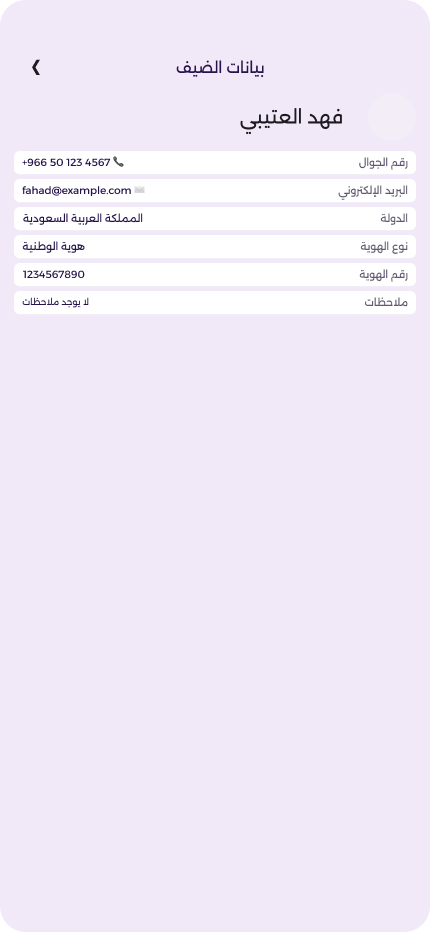 بيانات الضيف ❮
فهد العتيبي
رقم الجوال +966 50 123 4567 📞
البريد الإلكتروني fahad@example.com ✉️
الدولة المملكة العربية السعودية
نوع الهوية هوية الوطنية
رقم الهوية 1234567890
ملاحظات لا يوجد ملاحظات